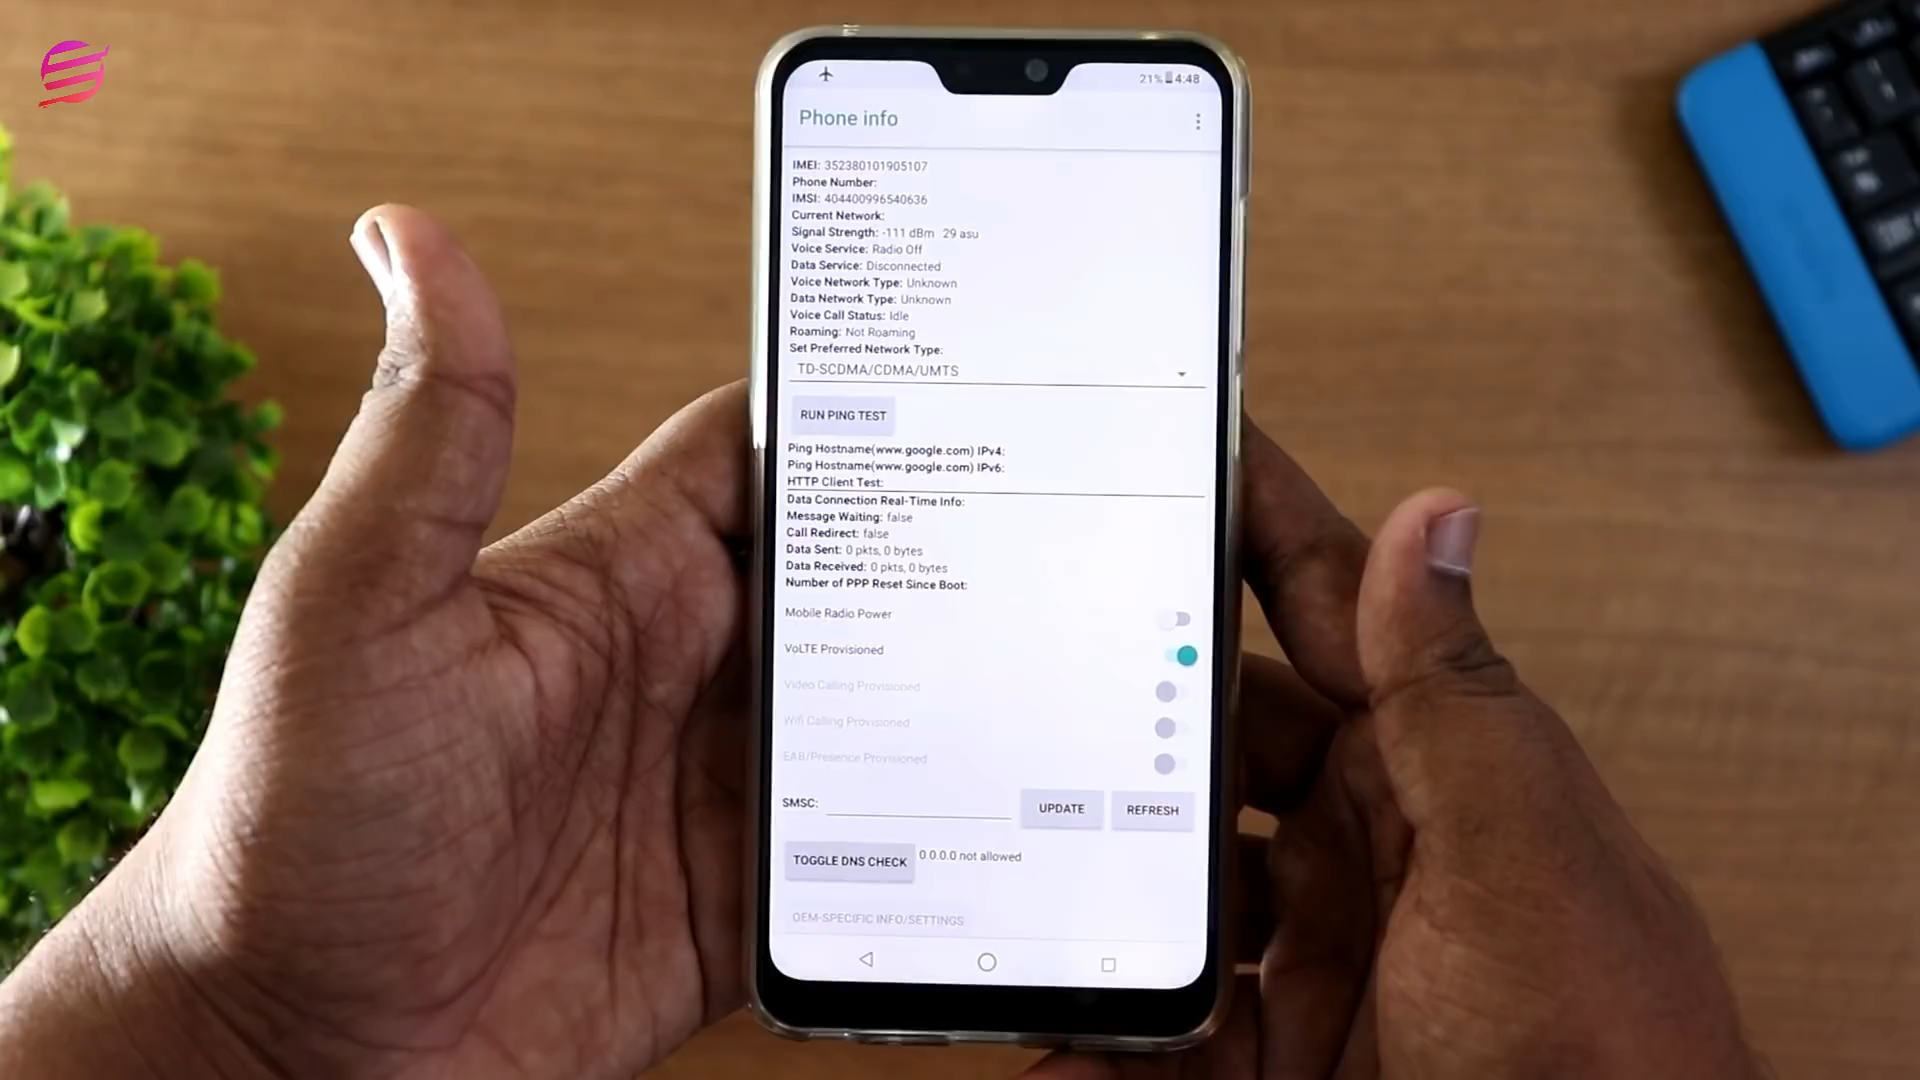 21% 4:48
Phone info
IMEI: 352380101905107
Phone Number:
IMSI: 404400996540636
Current Network:
Signal Strength: -111 dBm 29 asu
Voice Service: Radio Off
Data Service: Disconnected
Voice Network Type: Unknown
Data Network Type: Unknown
Voice Call Status: Idle
Roaming: Not Roaming
Set Preferred Network Type:
TD-SCDMA/CDMA/UMTS
RUN PING TEST
Ping Hostname(www.google.com) IPv4:
Ping Hostname(www.google.com) IPv6:
HTTP Client Test:
Data Connection Real-Time Info:
Message Waiting: false
Call Redirect: false
Data Sent: 0 pkts, 0 bytes
Data Received: 0 pkts, 0 bytes
Number of PPP Reset Since Boot:
Mobile Radio Power
VoLTE Provisioned
Video Calling Provisioned
Wifi Calling Provisioned
EAB/Presence Provisioned
SMSC: UPDATE REFRESH
TOGGLE DNS CHECK 0.0.0.0 not allowed
OEM-SPECIFIC INFO/SETTINGS